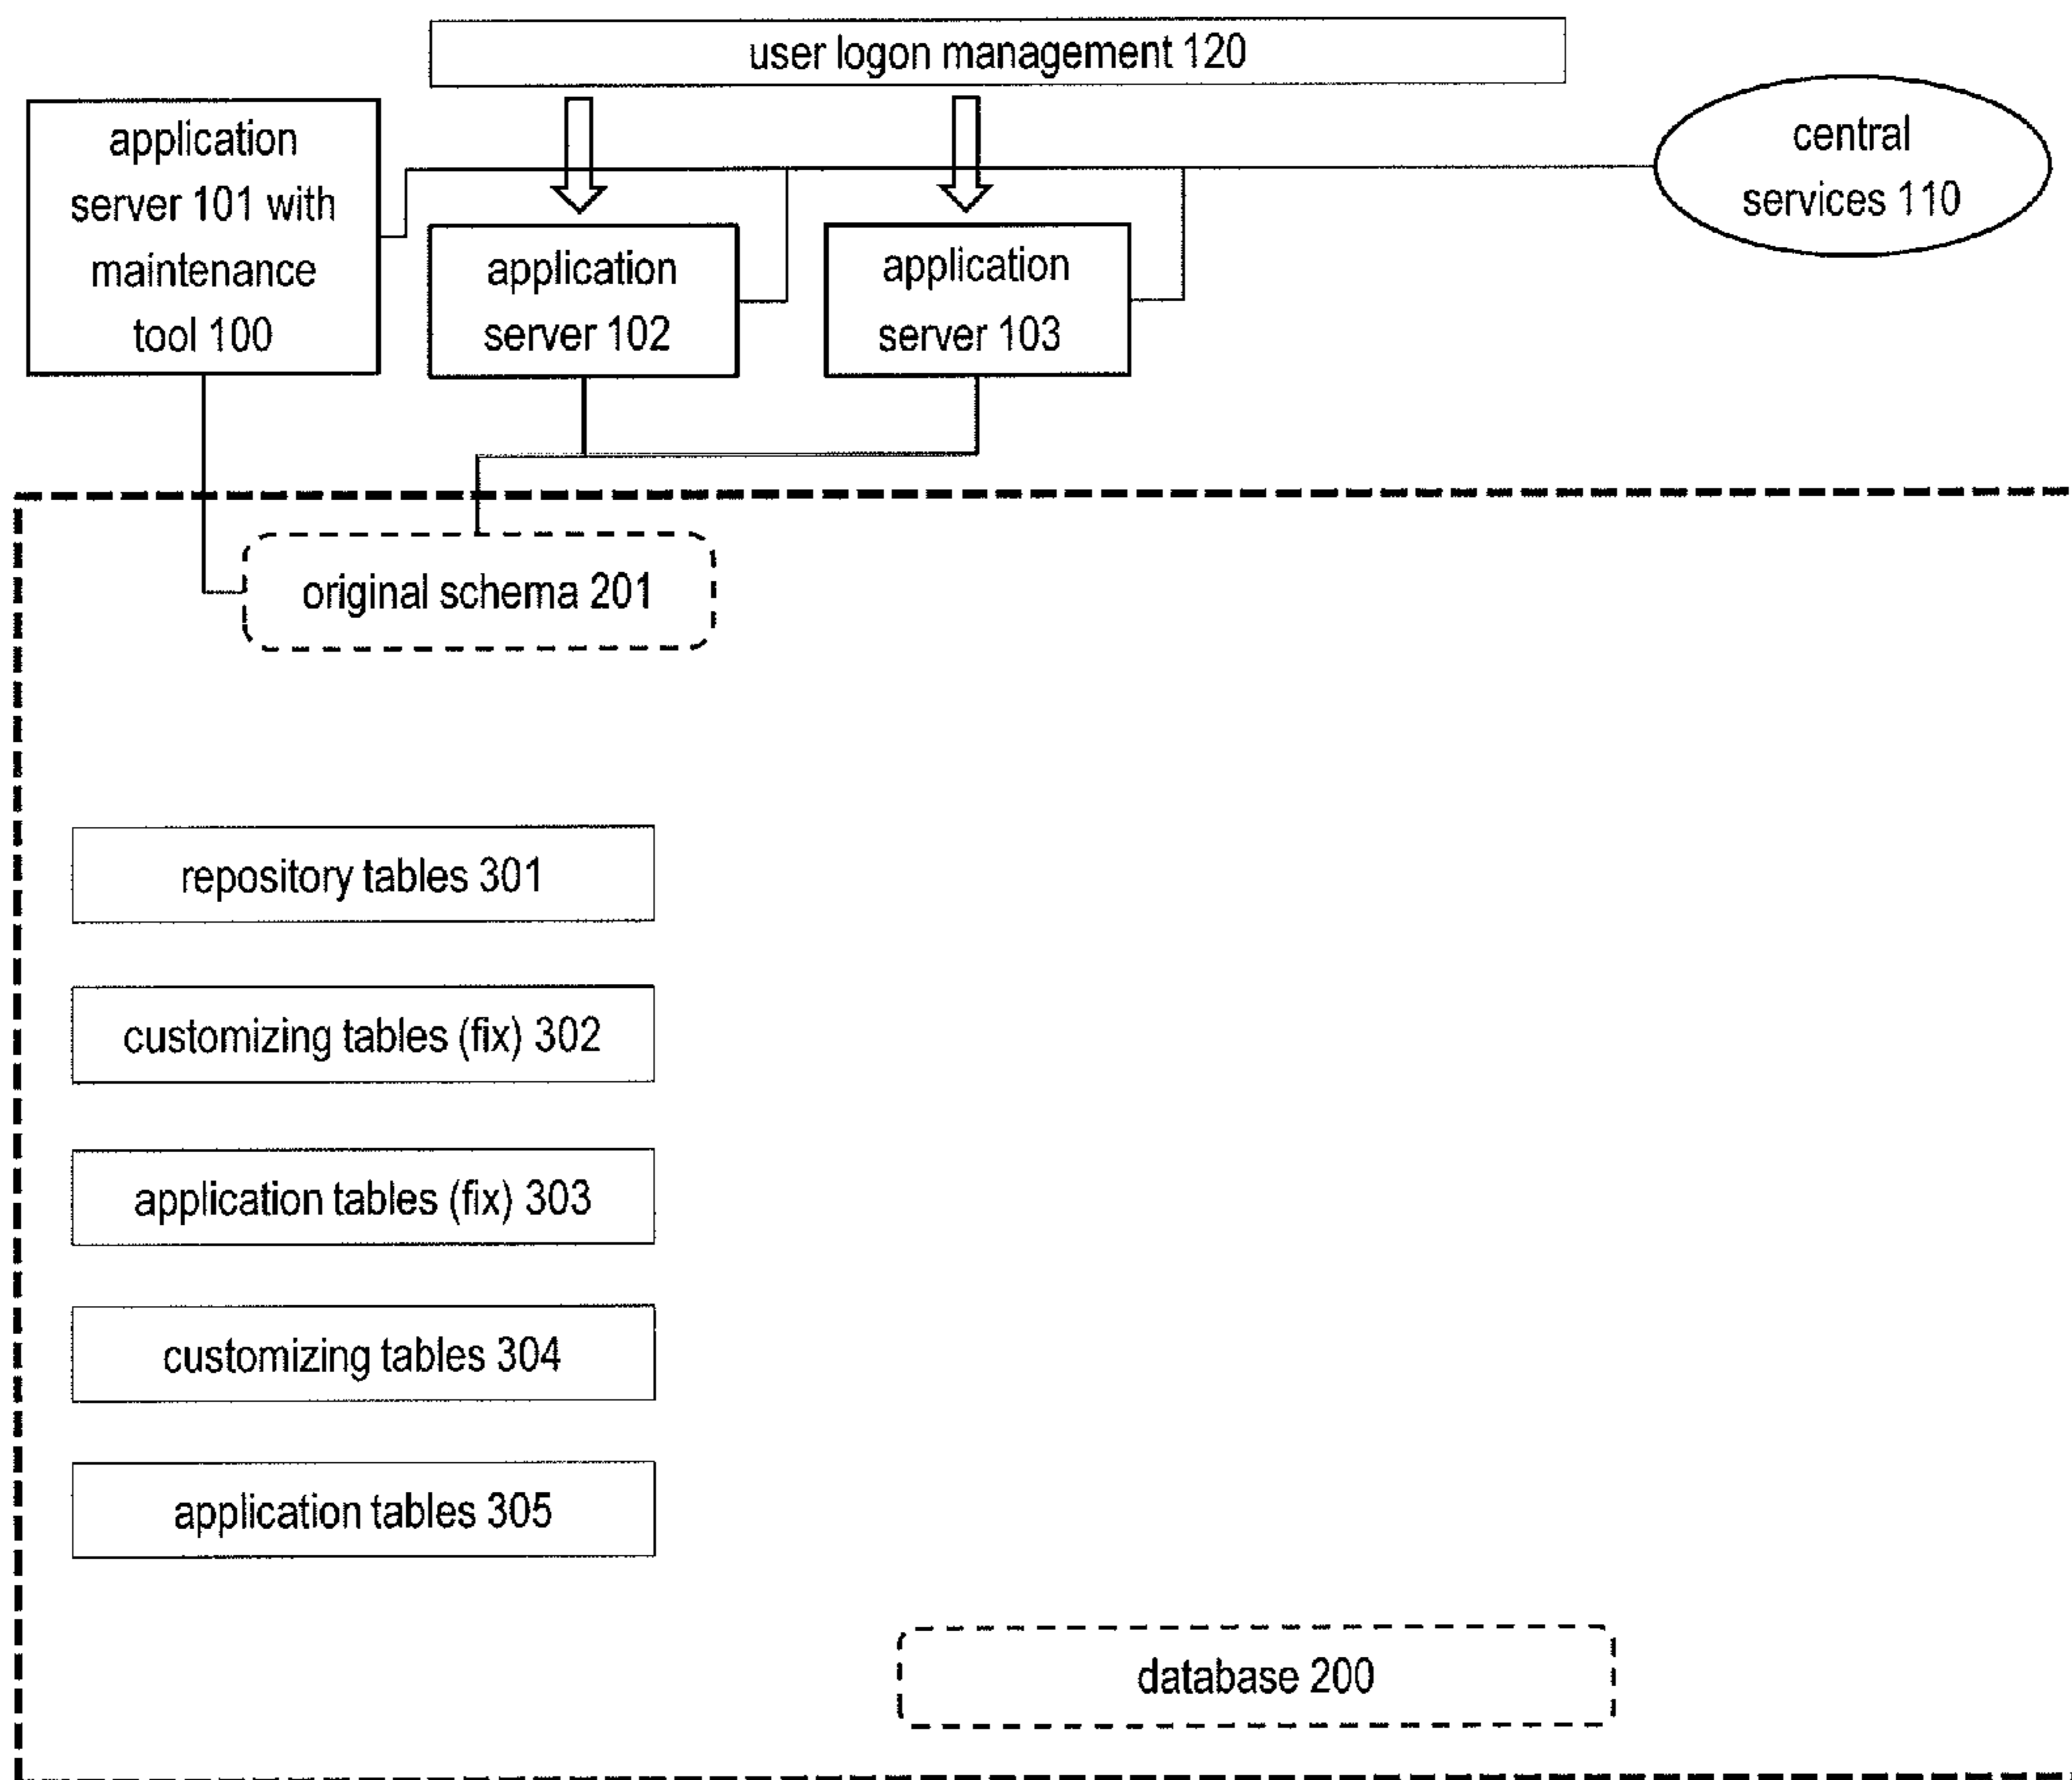 user logon management 120
application
server 101 with
maintenance
tool 100
application
server 102
application
server 103
central
services 110
original schema 201
repository tables 301
customizing tables (fix) 302
application tables (fix) 303
customizing tables 304
application tables 305
database 200